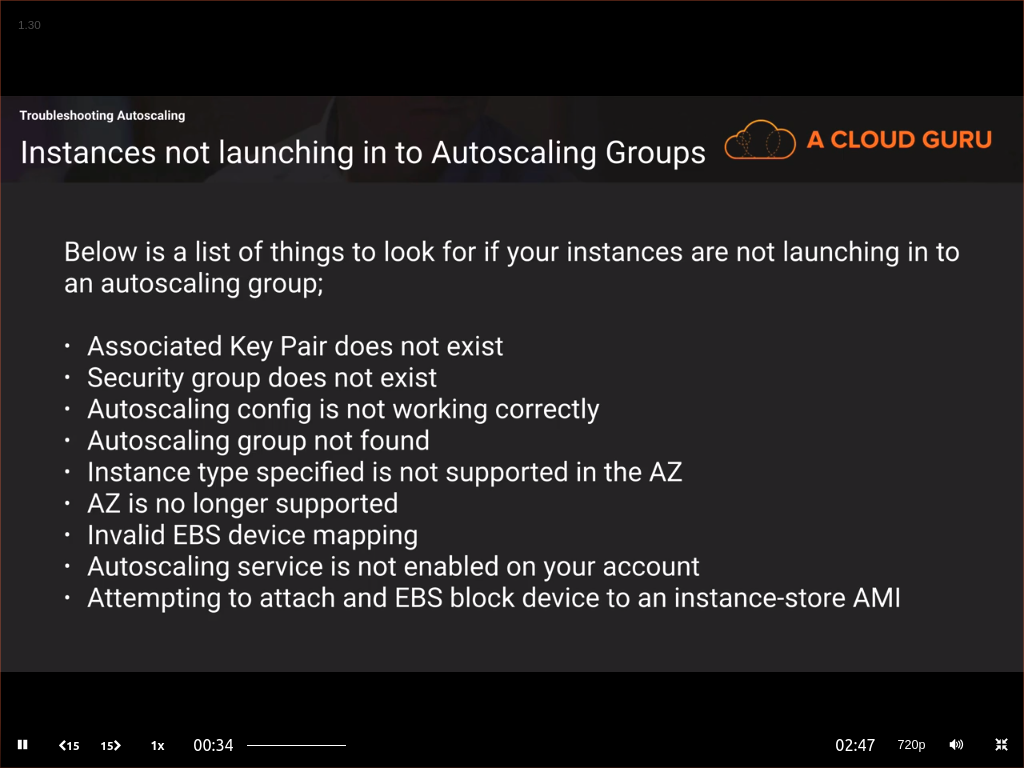 1.30
Troubleshooting Autoscaling
Instances not launching in to Autoscaling Groups
A CLOUD GURU
Below is a list of things to look for if your instances are not launching in to
an autoscaling group;
· Associated Key Pair does not exist
· Security group does not exist
· Autoscaling config is not working correctly
· Autoscaling group not found
· Instance type specified is not supported in the AZ
· AZ is no longer supported
· Invalid EBS device mapping
· Autoscaling service is not enabled on your account
· Attempting to attach and EBS block device to an instance-store AMI
15 15 1x 00:34 02:47 720p